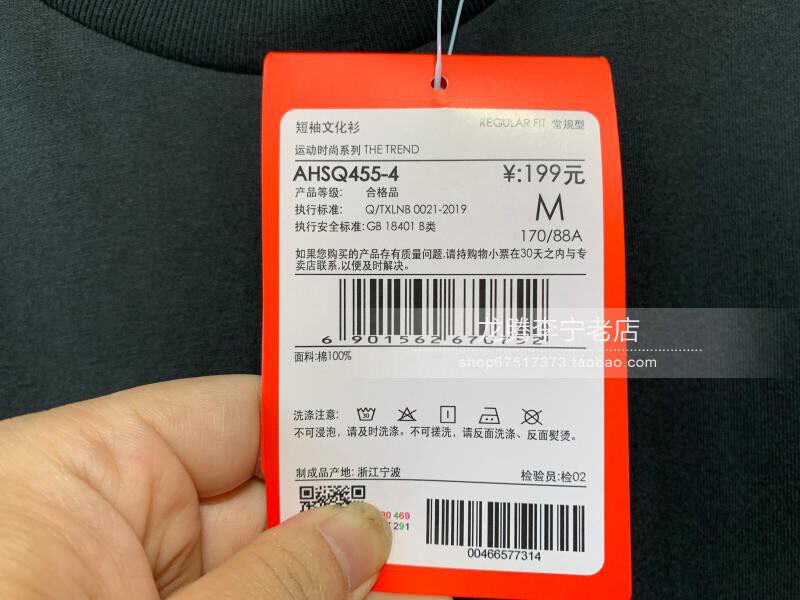 短袖文化衫
REGULAR FIT 常规型
运动时尚系列 THE TREND
AHSQ455-4
¥:199元
产品等级: 合格品
执行标准: Q/TXLNB 0021-2019
M
执行安全标准: GB 18401 B类
170/88A
如果您购买的产品存有质量问题,请持购物小票在30天之内与专
卖店联系,以便及时解决。
龙腾李宁老店
shop67517373.taobao.com
面料:棉100%
洗涤注意:
30
不可浸泡，请及时洗涤。不可搓洗，请反面洗涤、反面熨烫。
制成品产地: 浙江宁波
检验员:检02
469
291
00466577314